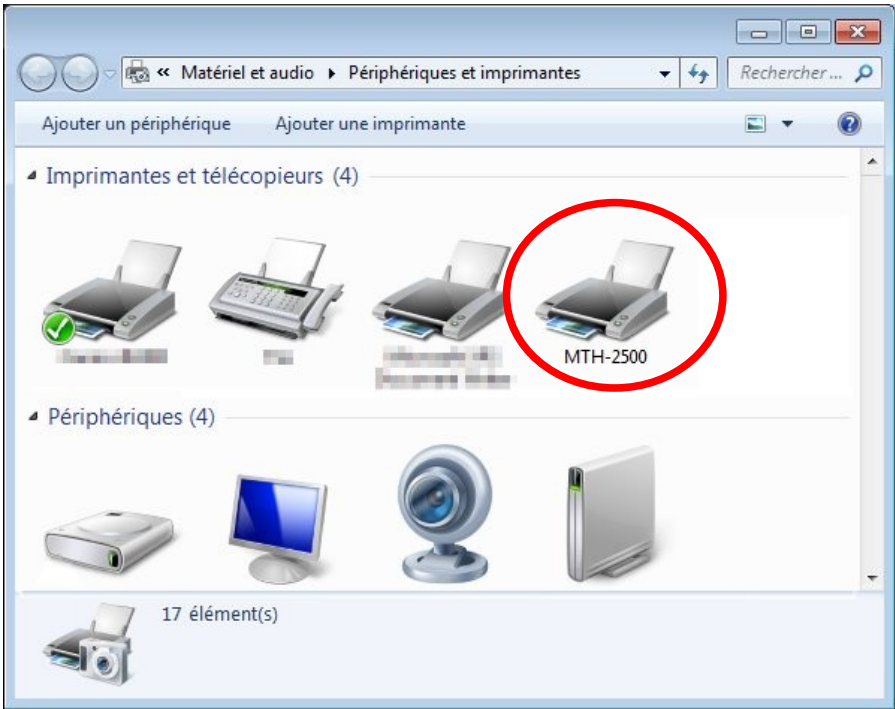 « Matériel et audio Périphériques et imprimantes
Rechercher ...
Ajouter un périphérique Ajouter une imprimante
Imprimantes et télécopieurs (4)
MTH-2500
Périphériques (4)
17 élément(s)